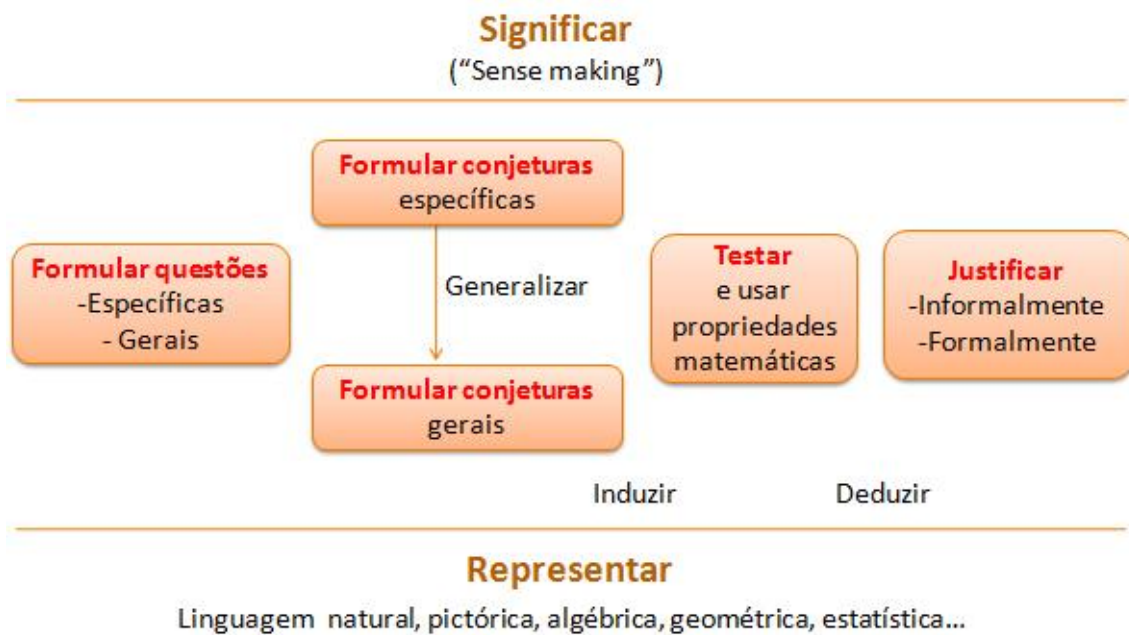 Significar
(“Sense making”)
Formular questões
-Específicas
- Gerais
Formular conjeturas
específicas
Generalizar
Formular conjeturas
gerais
Testar
e usar
propriedades
matemáticas
Justificar
-Informalmente
-Formalmente
Induzir
Deduzir
Representar
Linguagem natural, pictórica, algébrica, geométrica, estatística...